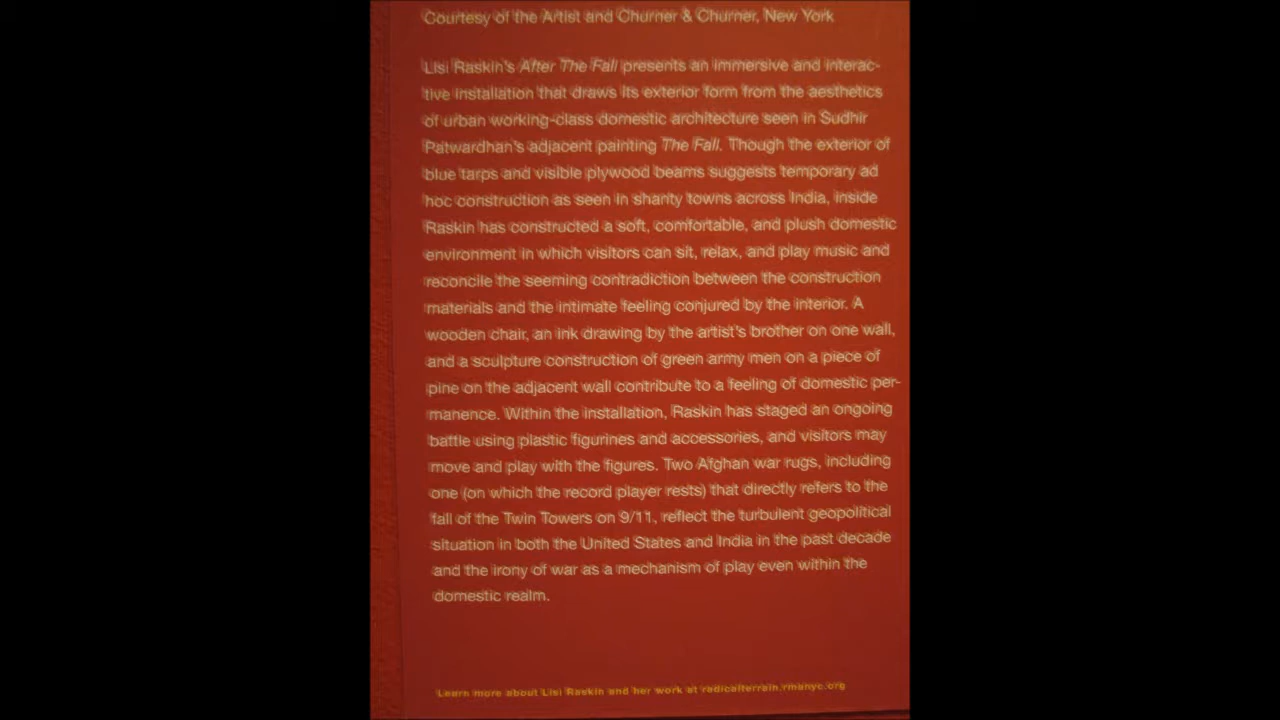 Courtesy of the Artist and Churner & Churner, New York
Lisi Raskin's After The Fall presents an immersive and interac-
tive installation that draws its exterior form from the aesthetics
of urban working-class domestic architecture seen in Sudhir
Patwardhan's adjacent painting The Fall. Though the exterior of
blue tarps and visible plywood beams suggests temporary ad
hoc construction as seen in shanty towns across India, inside
Raskin has constructed a soft, comfortable, and plush domestic
environment in which visitors can sit, relax, and play music and
reconcile the seeming contradiction between the construction
materials and the intimate feeling conjured by the interior. A
wooden chair, an ink drawing by the artist's brother on one wall,
and a sculpture construction of green army men on a piece of
pine on the adjacent wall contribute to a feeling of domestic per-
manence. Within the installation, Raskin has staged an ongoing
battle using plastic figurines and accessories, and visitors may
move and play with the figures. Two Afghan war rugs, including
one (on which the record player rests) that directly refers to the
fall of the Twin Towers on 9/11, reflect the turbulent geopolitical
situation in both the United States and India in the past decade
and the irony of war as a mechanism of play even within the
domestic realm.
Learn more about Lisi Raskin and her work at radicalterrain.rmanyc.org